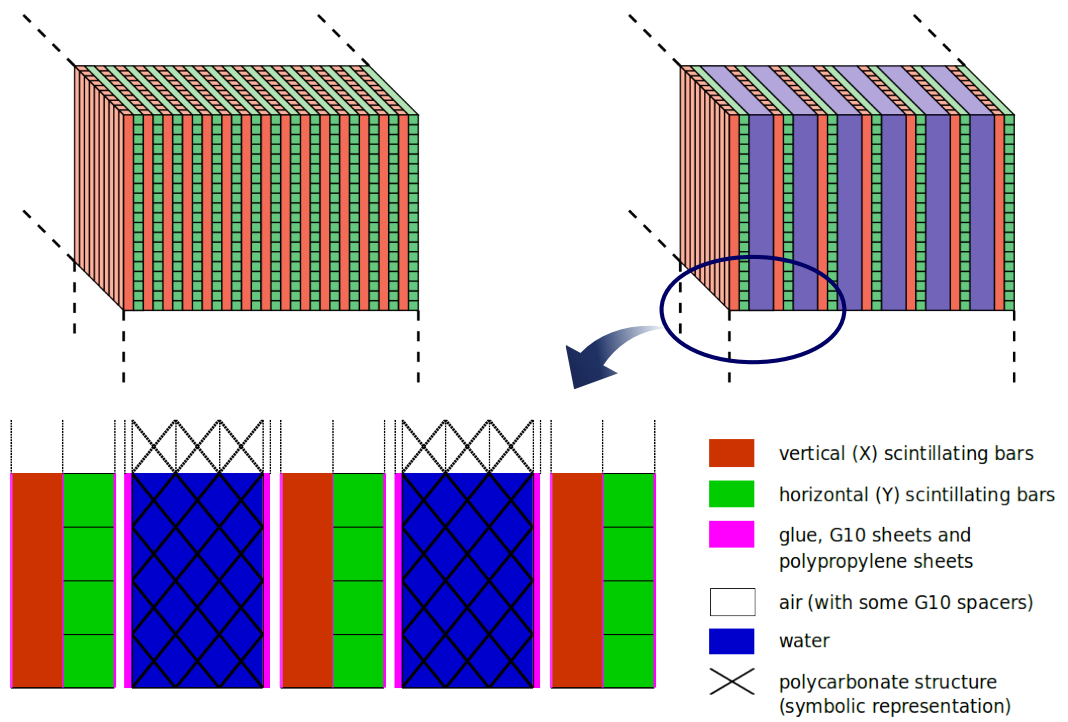 vertical (X) scintillating bars
horizontal (Y) scintillating bars
glue, G10 sheets and
polypropylene sheets
air (with some G10 spacers)
water
polycarbonate structure
(symbolic representation)